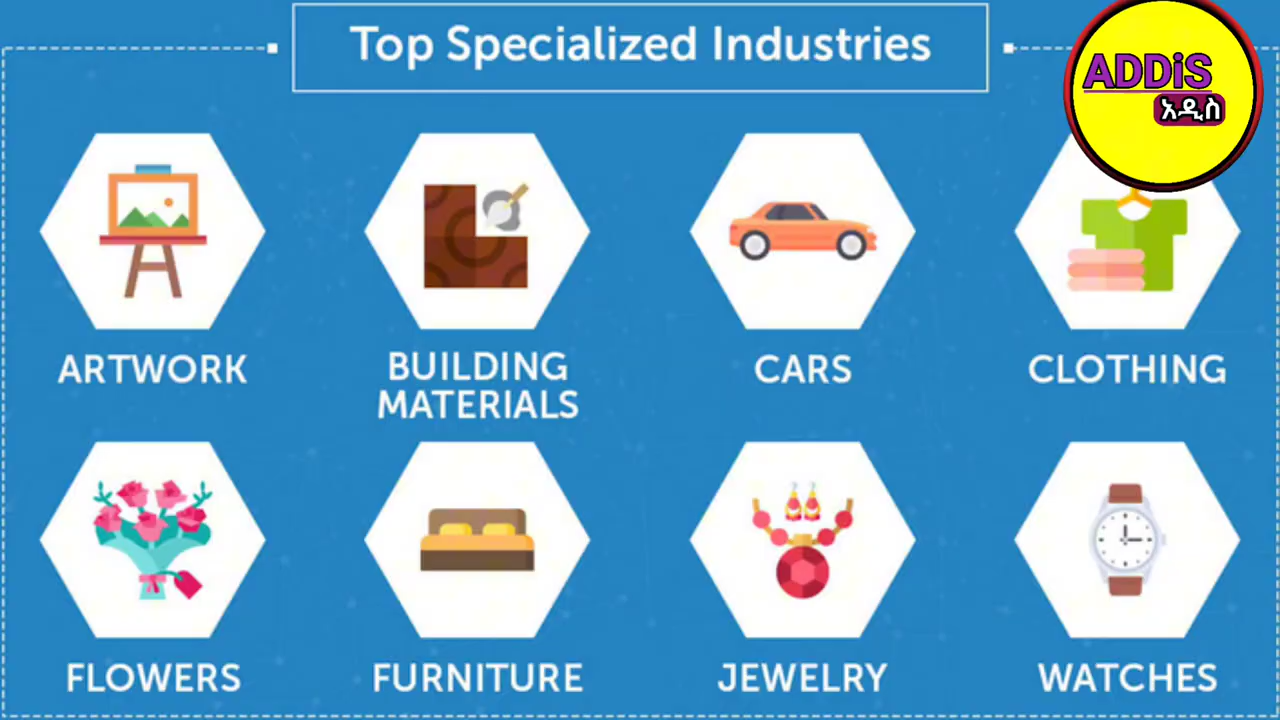 Top Specialized Industries
ADDiS
አዲስ
ARTWORK
BUILDING
MATERIALS
CARS
CLOTHING
FLOWERS
FURNITURE
JEWELRY
WATCHES